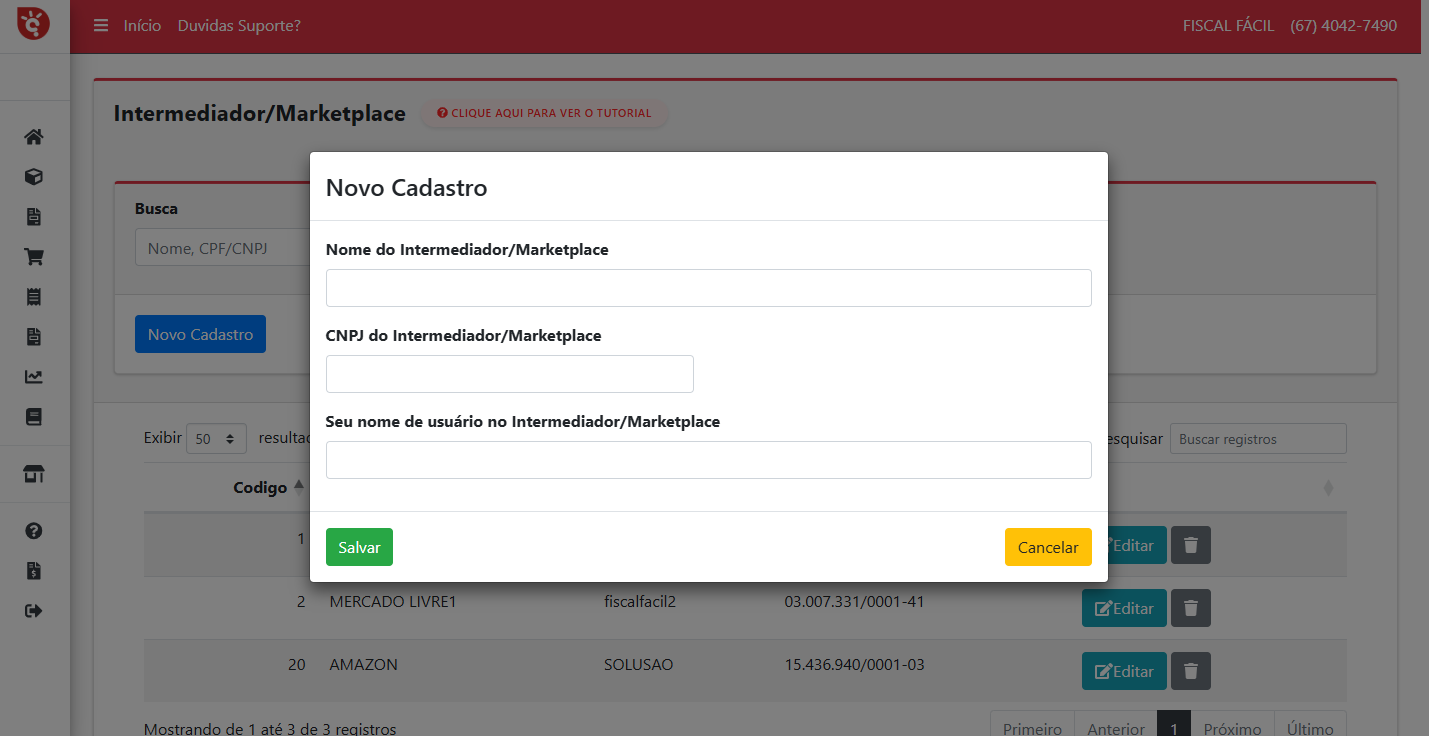 Início Duvidas Suporte? FISCAL FÁCIL (67) 4042-7490
Intermediador/Marketplace CLIQUE AQUI PARA VER O TUTORIAL
Novo Cadastro
Busca
Nome, CPF/CNPJ
Nome do Intermediador/Marketplace
CNPJ do Intermediador/Marketplace
Novo Cadastro
Seu nome de usuário no Intermediador/Marketplace
Exibir 50 resultad esquisar Buscar registros
Codigo
Salvar Cancelar
1 Editar
2 MERCADO LIVRE1 fiscalfacil2 03.007.331/0001-41 Editar
20 AMAZON SOLUSAO 15.436.940/0001-03 Editar
Mostrando de 1 até 3 de 3 registros Primeiro Anterior 1 Próximo Último